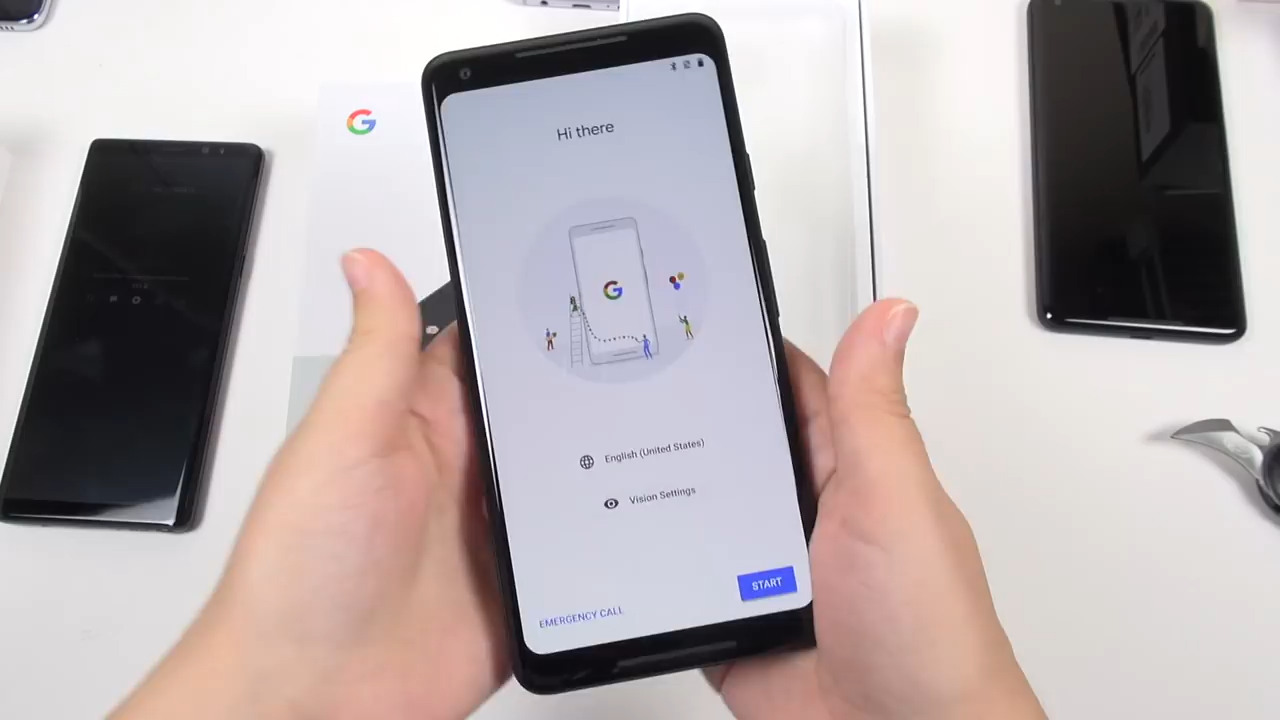 Hi there
English (United States)
Vision Settings
START
EMERGENCY CALL